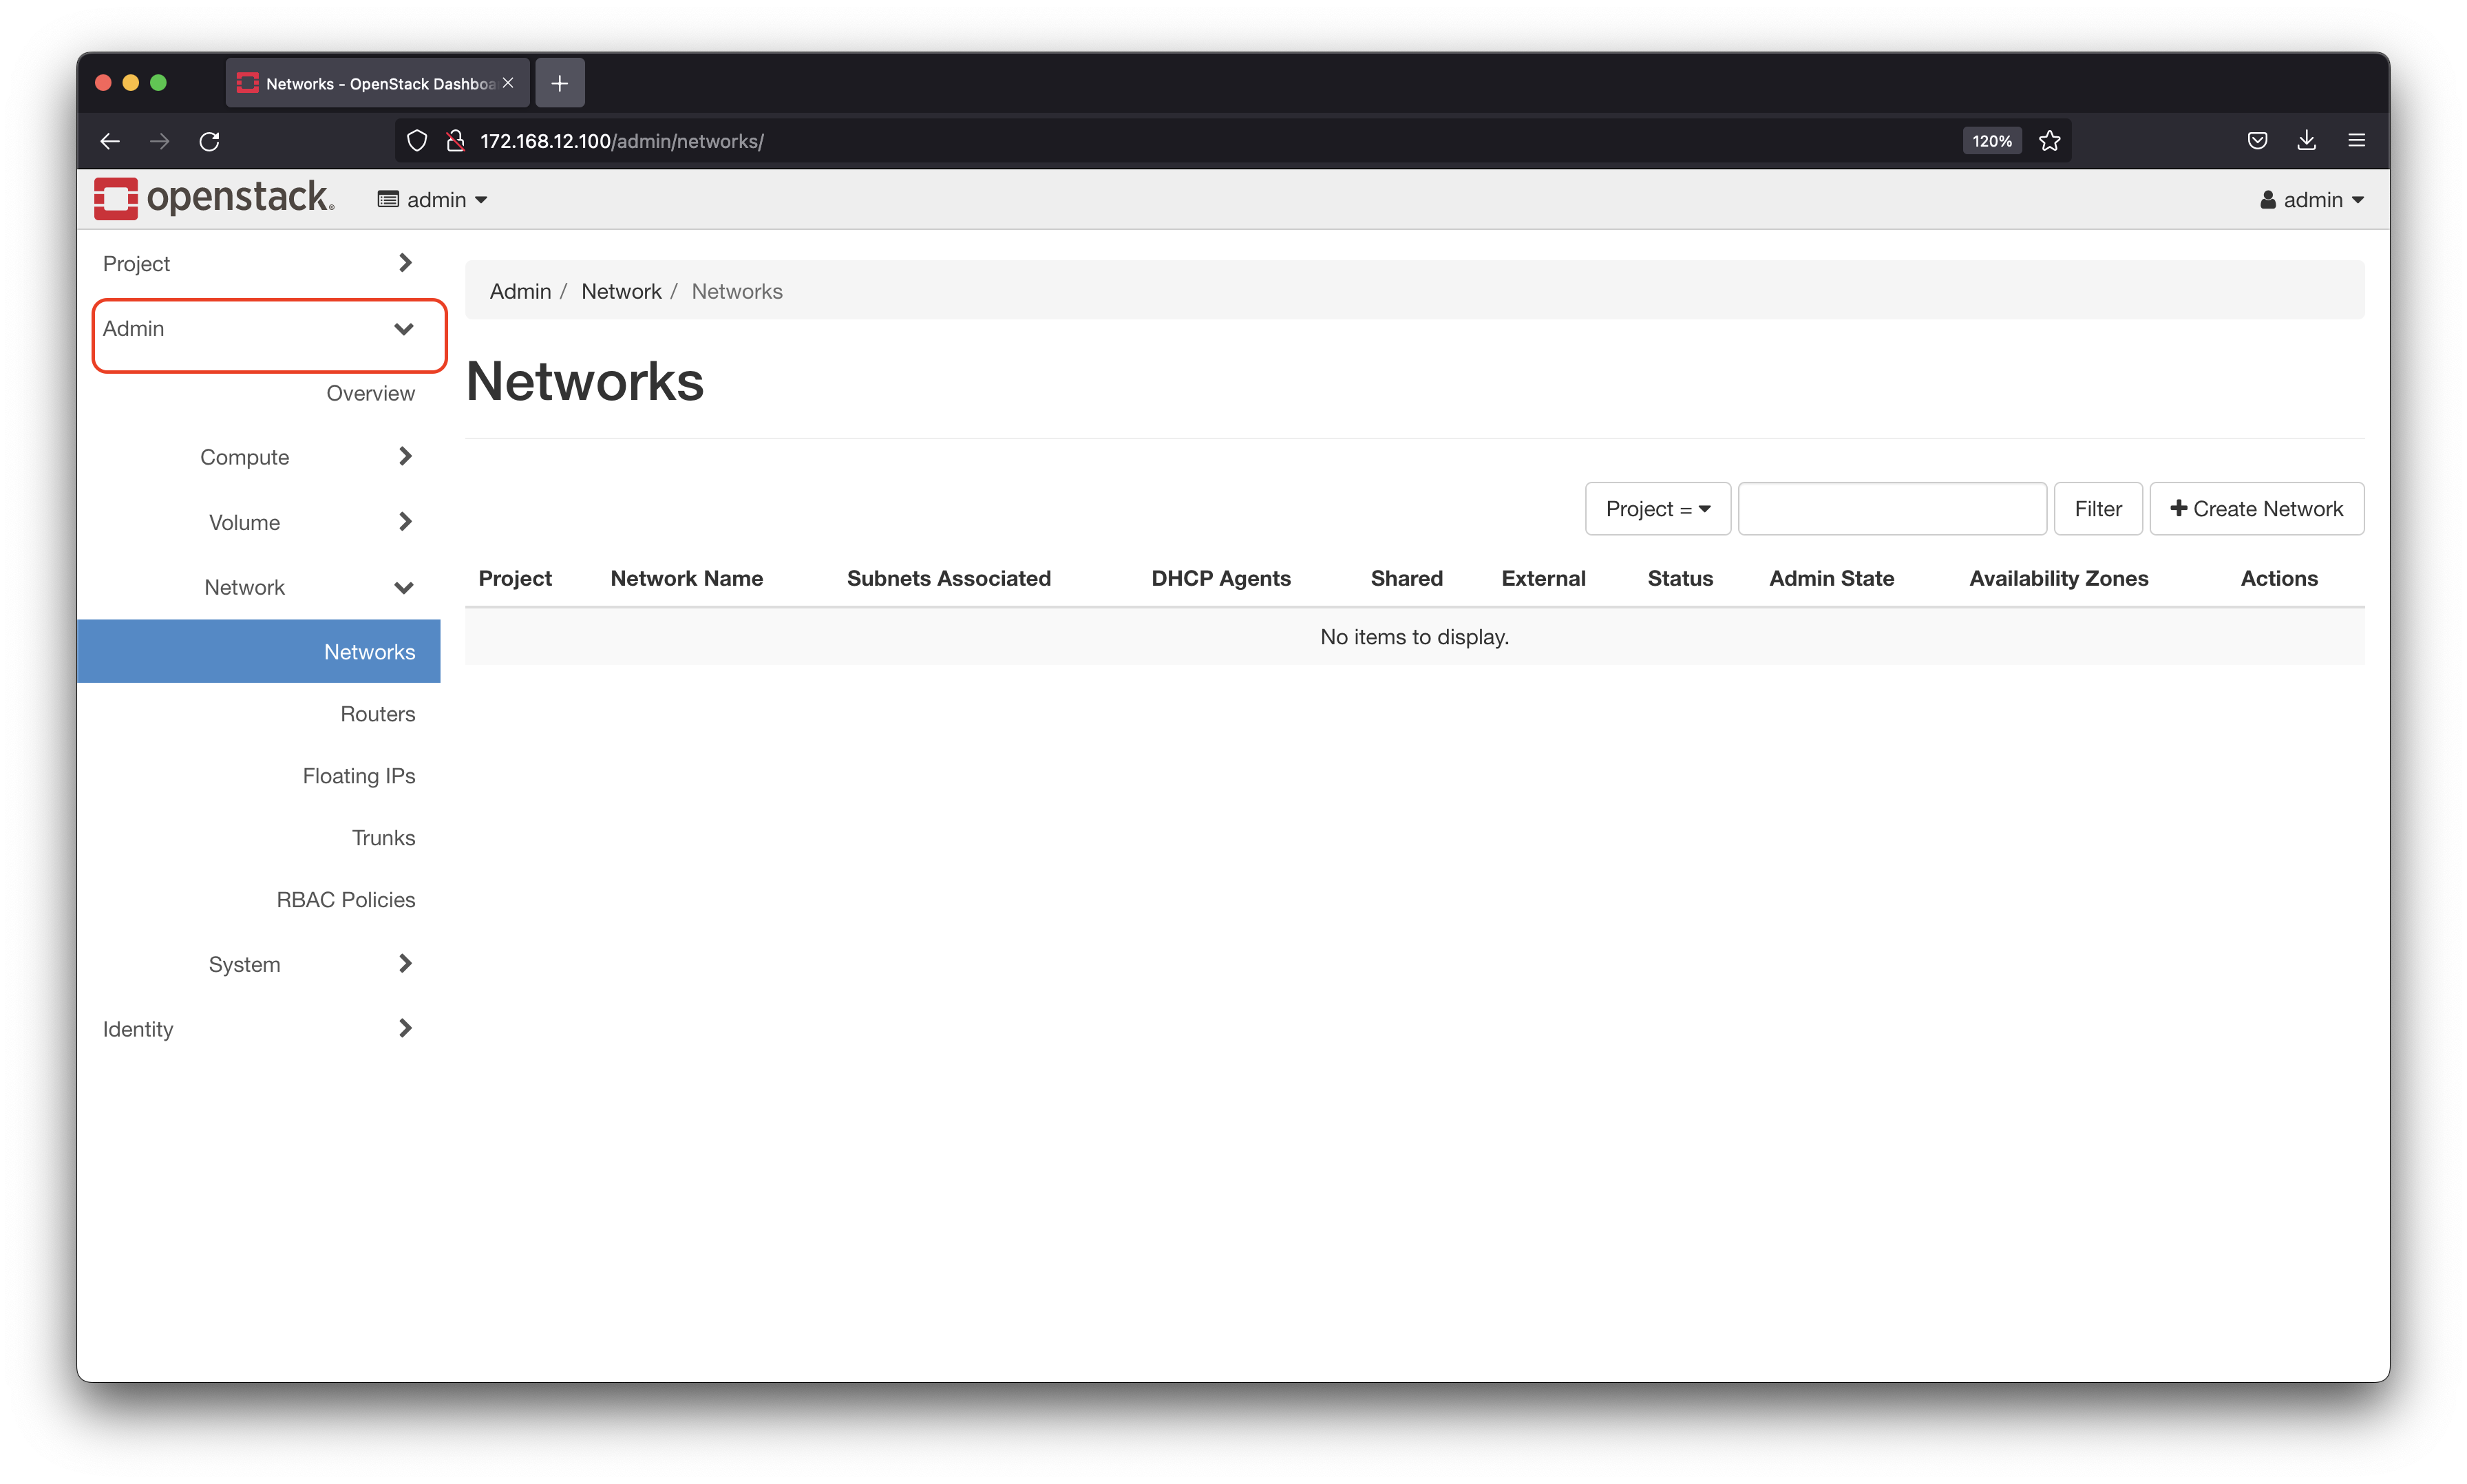 Networks - OpenStack Dashboa
172.168.12.100/admin/networks/
120%
openstack.
admin
admin
Project
Admin
Overview
Compute
Volume
Network
Networks
Routers
Floating IPs
Trunks
RBAC Policies
System
Identity
Admin / Network / Networks
Networks
Project =
Filter
Create Network
Project Network Name Subnets Associated DHCP Agents Shared External Status Admin State Availability Zones Actions
No items to display.